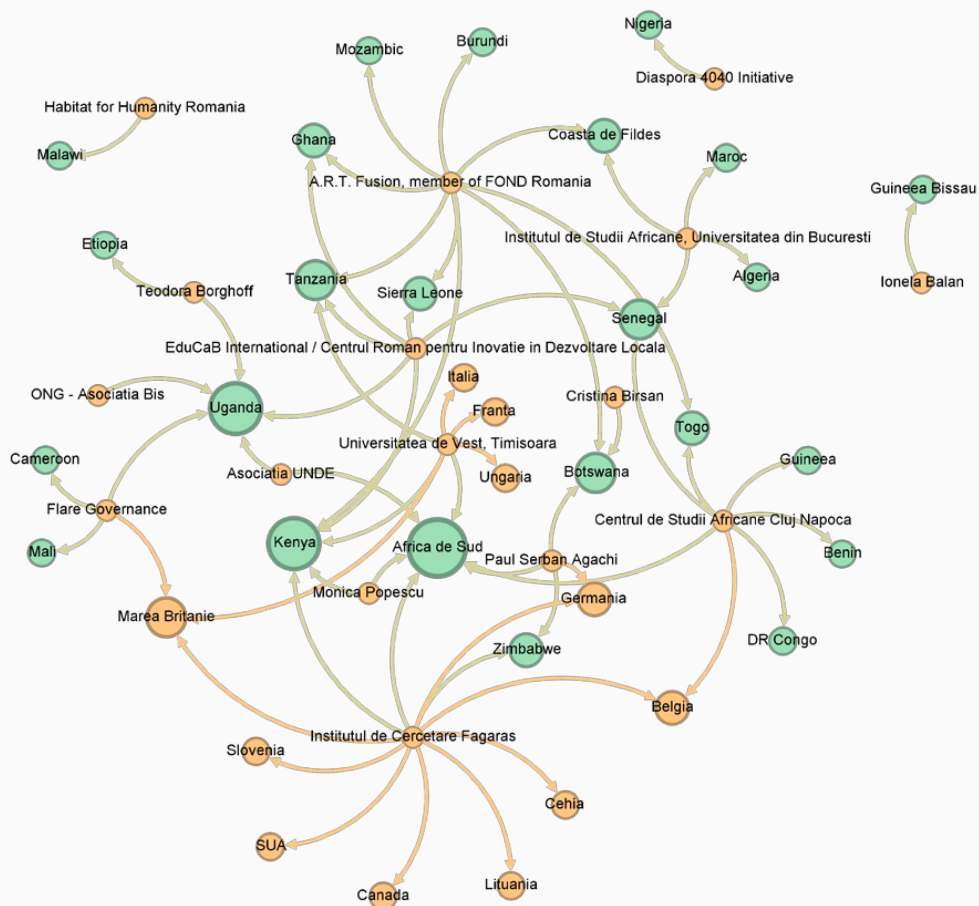 Nigeria
Burundi
Mozambic
Diaspora 4040 Initiative
Habitat for Humanity Romania
Coasta de Fildes
Ghana
Malawi
Maroc
A.R.T. Fusion, member of FOND Romania
Guineea Bissau
Institutul de Studii Africane, Universitatea din Bucuresti
Etiopia
Algeria
Tanzania
Ionela Balan
Teodora Borghoff
Sierra Leone
Senegal
EduCaB International / Centrul Roman pentru Inovatie in Dezvoltare Locala
Italia
ONG - Asociatia Bis
Cristina Birsan
Uganda
Franta
Togo
Universitatea de Vest, Timisoara
Cameroon
Guineea
Asociatia UNDE
Botswana
Ungaria
Flare Governance
Centrul de Studii Africane Cluj Napoca
Kenya
Africa de Sud
Mali
Benin
Paul Serban Agachi
Monica Popescu
Germania
Marea Britanie
DR Congo
Zimbabwe
Belgia
Institutul de Cercetare Fagaras
Slovenia
Cehia
SUA
Lituania
Canada